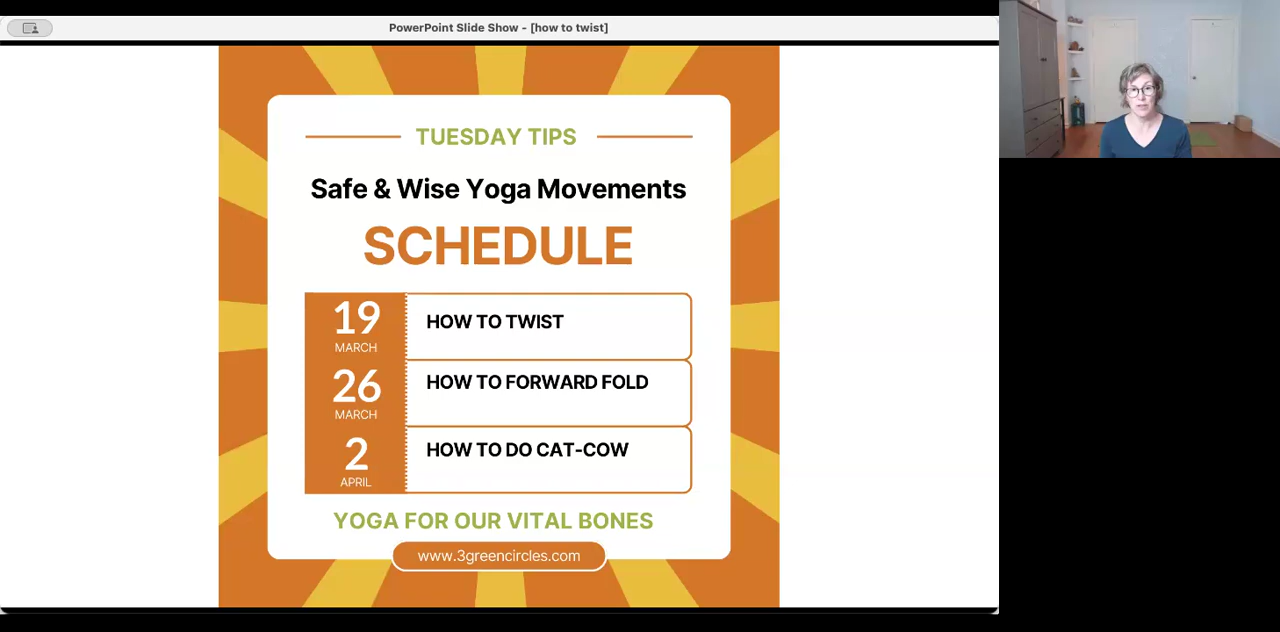 PowerPoint Slide Show - [how to twist]
TUESDAY TIPS
Safe & Wise Yoga Movements
SCHEDULE
19
MARCH
HOW TO TWIST
26
MARCH
HOW TO FORWARD FOLD
2
APRIL
HOW TO DO CAT-COW
YOGA FOR OUR VITAL BONES
www.3greencircles.com